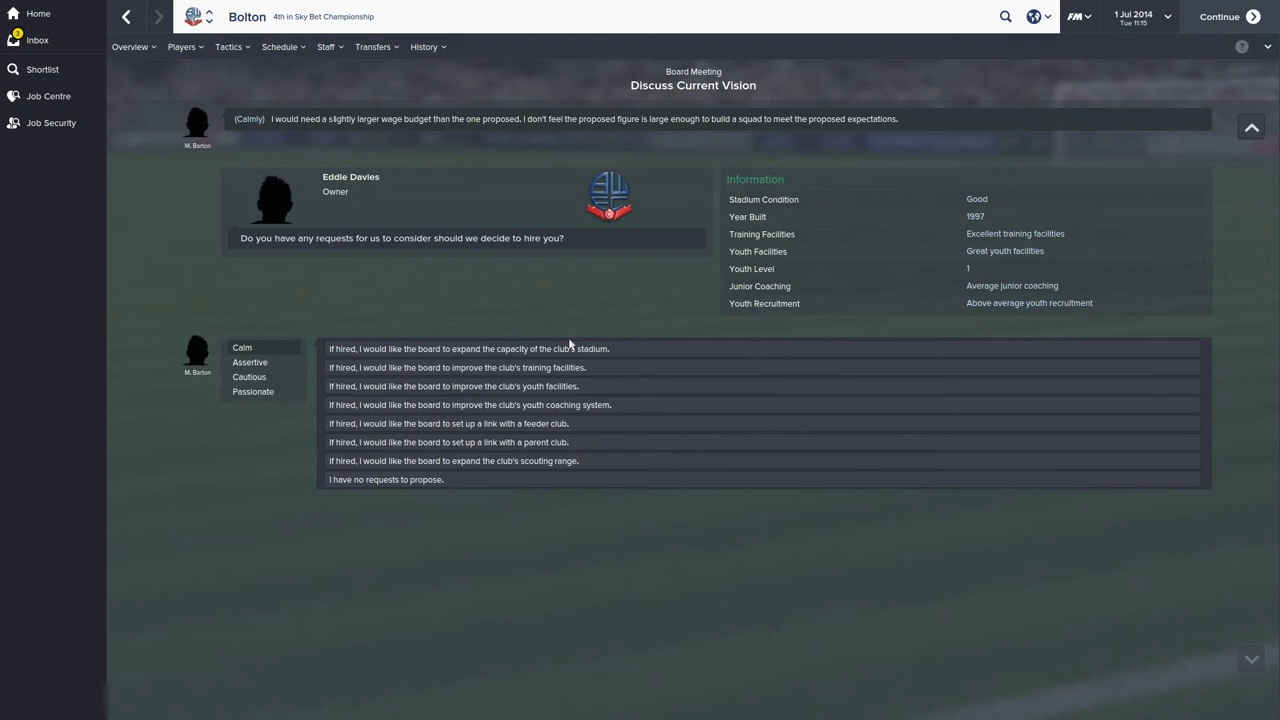 Home
3
Inbox
Shortlist
Job Centre
Job Security
Bolton 4th in Sky Bet Championship
FM
1 Jul 2014
Tue 11:15
Continue
Overview Players Tactics Schedule Staff Transfers History
?
Board Meeting
Discuss Current Vision
(Calmly) I would need a slightly larger wage budget than the one proposed. I don't feel the proposed figure is large enough to build a squad to meet the proposed expectations.
M. Barton
Eddie Davies
Owner
Do you have any requests for us to consider should we decide to hire you?
Information
Stadium Condition Good
Year Built 1997
Training Facilities Excellent training facilities
Youth Facilities Great youth facilities
Youth Level 1
Junior Coaching Average junior coaching
Youth Recruitment Above average youth recruitment
M. Barton
Calm
Assertive
Cautious
Passionate
If hired, I would like the board to expand the capacity of the club's stadium.
If hired, I would like the board to improve the club's training facilities.
If hired, I would like the board to improve the club's youth facilities.
If hired, I would like the board to improve the club's youth coaching system.
If hired, I would like the board to set up a link with a feeder club.
If hired, I would like the board to set up a link with a parent club.
If hired, I would like the board to expand the club's scouting range.
I have no requests to propose.